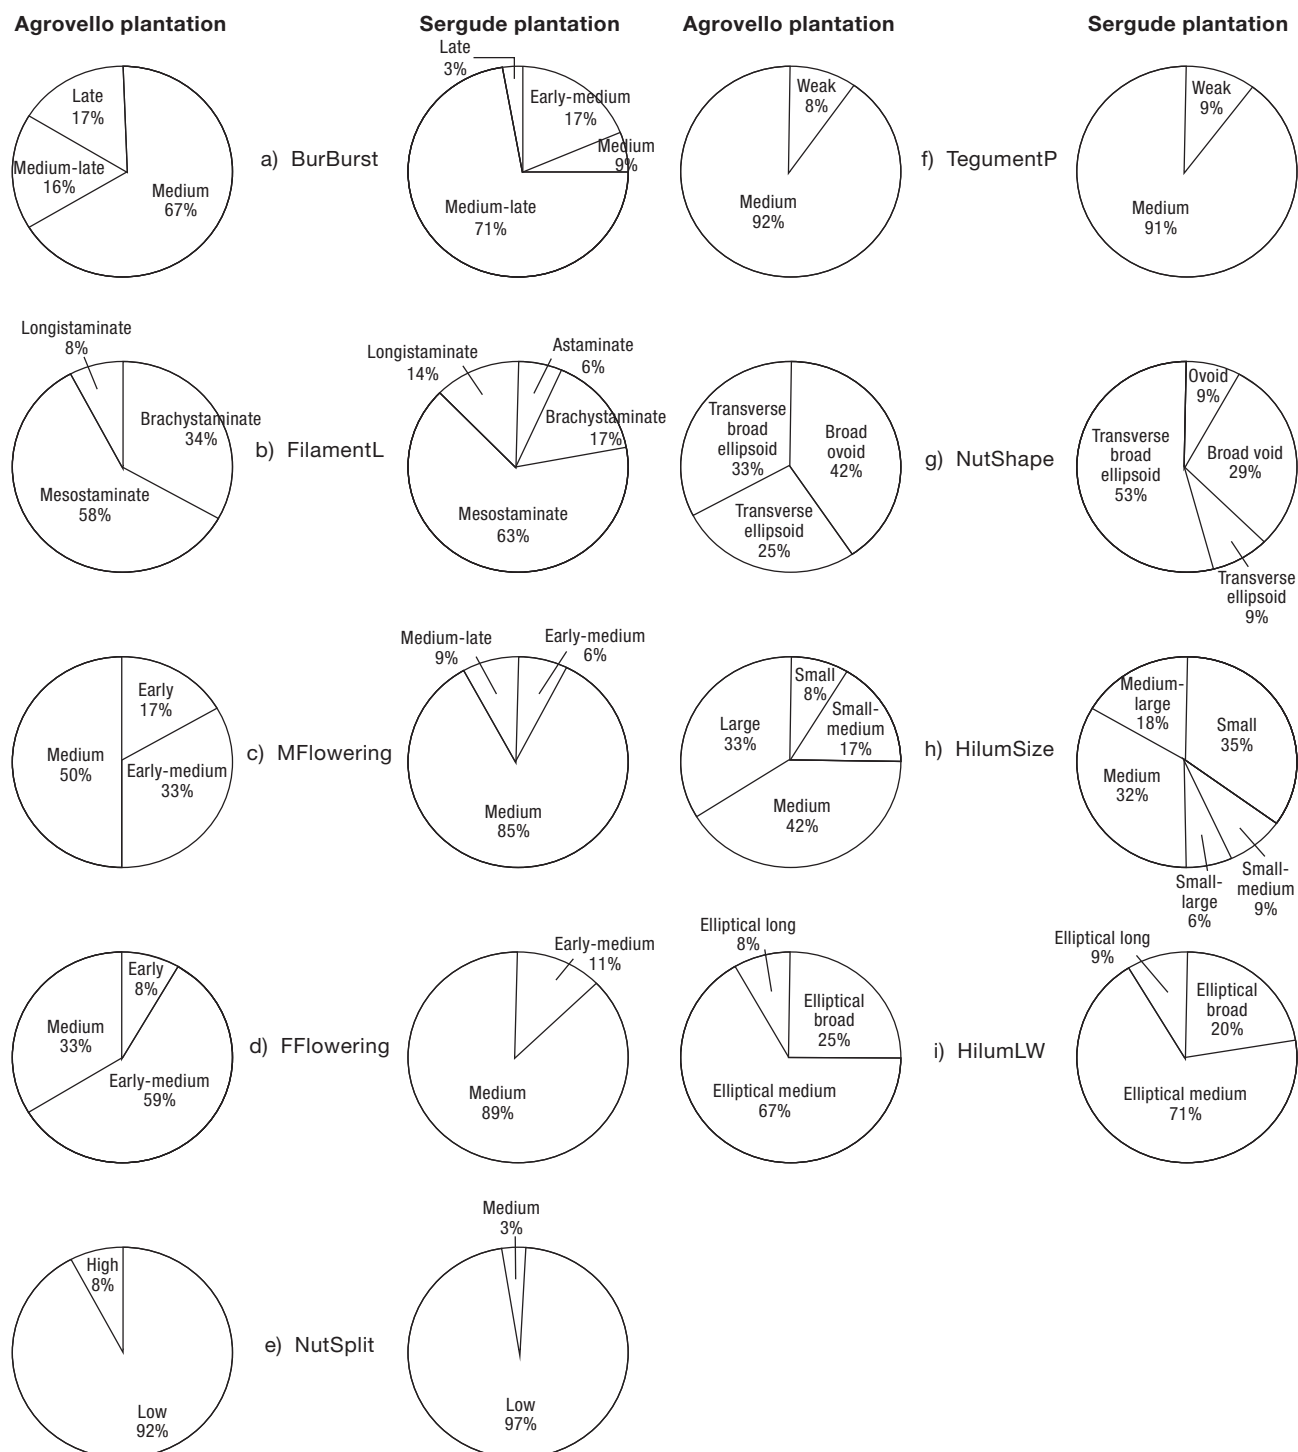 Agrovello plantation
Sergude plantation
Agrovello plantation
Sergude plantation
Late
17%
Medium-late
16%
Medium
67%
a) BurBurst
Late
3%
Early-medium
17%
Medium
9%
Medium-late
71%
Weak
8%
Medium
92%
f) TegumentP
Weak
9%
Medium
91%
Longistaminate
8%
Brachystaminate
34%
Mesostaminate
58%
b) FilamentL
Longistaminate
14%
Astaminate
6%
Brachystaminate
17%
Mesostaminate
63%
Transverse
broad
ellipsoid
33%
Broad
ovoid
42%
Transverse
ellipsoid
25%
g) NutShape
Ovoid
9%
Transverse
broad
ellipsoid
53%
Broad void
29%
Transverse
ellipsoid
9%
Early
17%
Medium
50%
Early-medium
33%
c) MFlowering
Medium-late
9%
Early-medium
6%
Medium
85%
Small
8%
Small-
medium
17%
Large
33%
Medium
42%
h) HilumSize
Medium-
large
18%
Small
35%
Medium
32%
Small-
large
6%
Small-
medium
9%
Early
8%
Medium
33%
Early-medium
59%
d) FFlowering
Early-medium
11%
Medium
89%
Elliptical long
8%
Elliptical
broad
25%
Elliptical medium
67%
i) HilumLW
Elliptical long
9%
Elliptical
broad
20%
Elliptical medium
71%
High
8%
Low
92%
e) NutSplit
Medium
3%
Low
97%